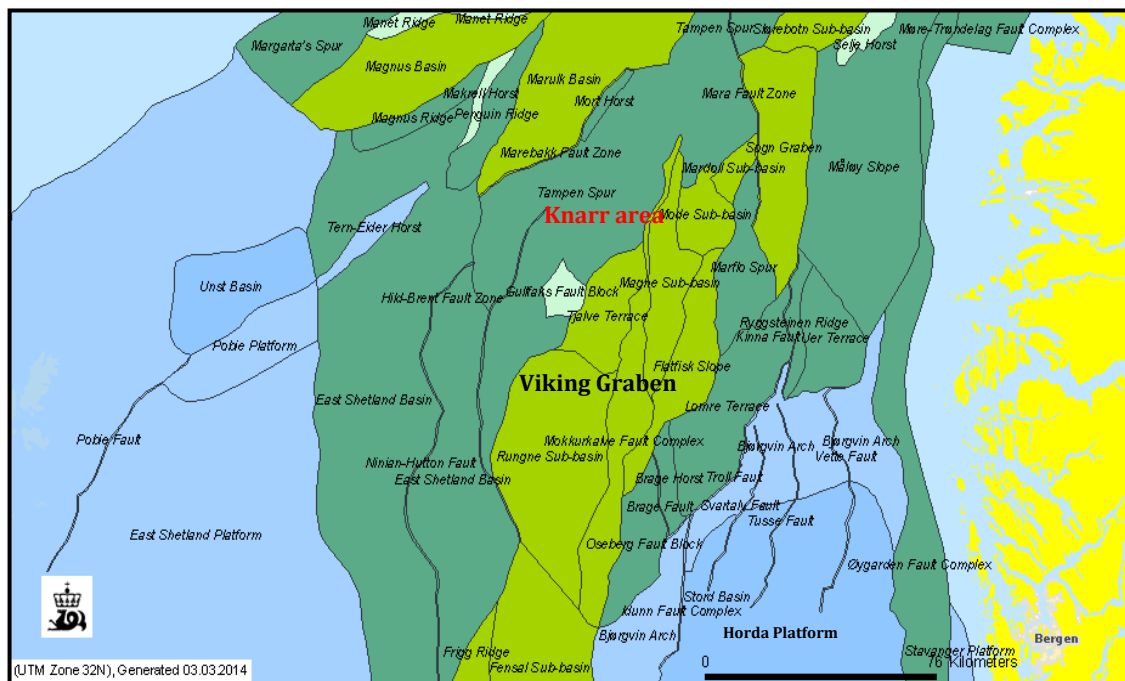 Manet Ridge
Manet Ridge
Tampen Spur
Slørebotn Sub-basin
Møre-Trøndelag Fault Complex
Margarta's Spur
Selje Horst
Magnus Basin
Marulk Basin
Makrell Horst
Mort Horst
Mara Fault Zone
Magnus Ridge
Penguin Ridge
Marebakk Fault Zone
Sogn Graben
Mardøll Sub-basin
Måløy Slope
Tampen Spur
Knarr area
Mode Sub-basin
Tern-Eider Horst
Unst Basin
Marflo Spur
Magne Sub-basin
Hild-Brent Fault Zone
Gullfaks Fault Block
Tjalve Terrace
Ryggsteinen Ridge
Kinna Fault
Uer Terrace
Pobie Platform
Flatfisk Slope
Viking Graben
East Shetland Basin
Lomre Terrace
Pobie Fault
Mokkurkalve Fault Complex
Bjørgvin Arch
Bjørgvin Arch
Rungne Sub-basin
Vette Fault
Ninian-Hutton Fault
East Shetland Basin
Brage Horst
Troll Fault
Brage Fault
Svartalv Fault
Tusse Fault
East Shetland Platform
Oseberg Fault Block
Øygarden Fault Complex
Stord Basin
Idunn Fault Complex
Bjørgvin Arch
Horda Platform
Bergen
Frigg Ridge
Fensal Sub-basin
Stavanger Platform
0
76 Kilometers
(UTM Zone 32N), Generated 03.03.2014